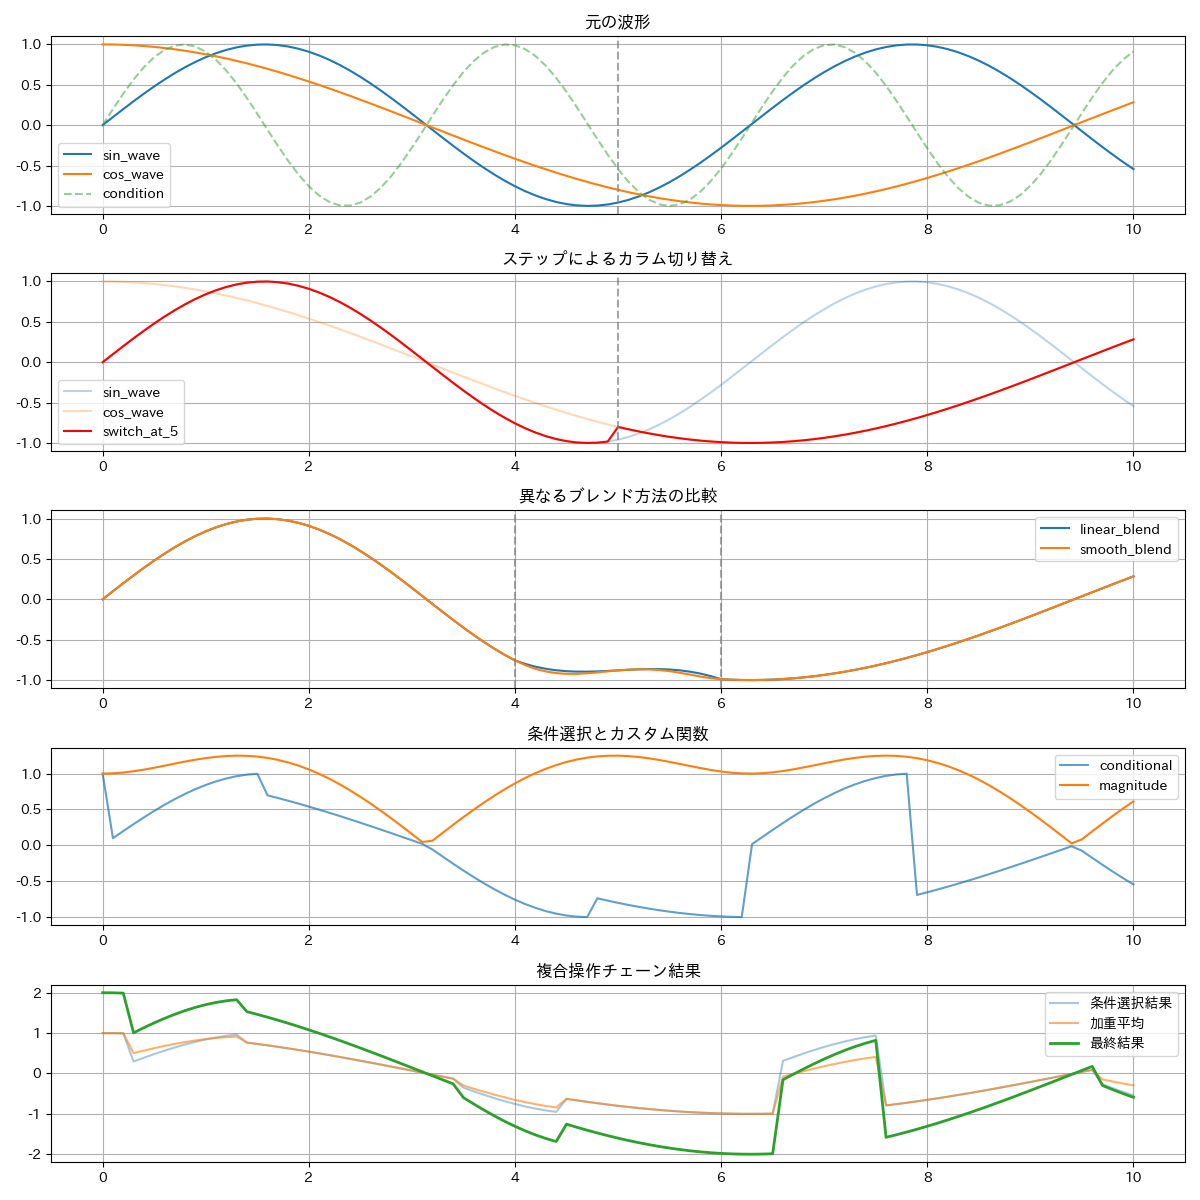 元の波形
1.0
0.5
0.0
-0.5
-1.0
sin_wave
cos_wave
condition
0 2 4 6 8 10
ステップによるカラム切り替え
1.0
0.5
0.0
-0.5
-1.0
sin_wave
cos_wave
switch_at_5
0 2 4 6 8 10
異なるブレンド方法の比較
1.0
0.5
0.0
-0.5
-1.0
linear_blend
smooth_blend
0 2 4 6 8 10
条件選択とカスタム関数
1.0
0.5
0.0
-0.5
-1.0
conditional
magnitude
0 2 4 6 8 10
複合操作チェーン結果
2
1
0
-1
-2
条件選択結果
加重平均
最終結果
0 2 4 6 8 10